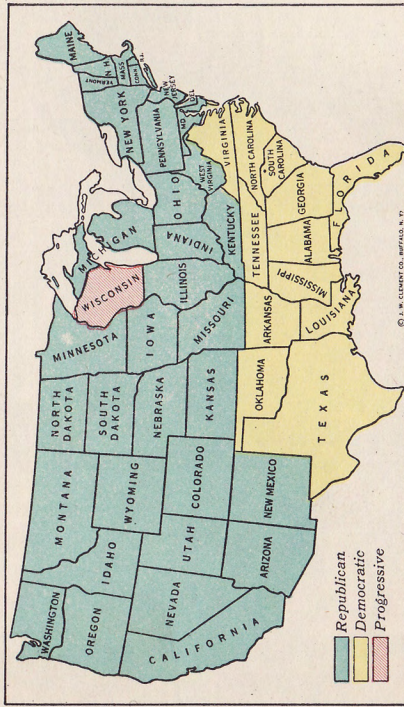 WASHINGTON
OREGON
CALIFORNIA
NEVADA
IDAHO
MONTANA
WYOMING
UTAH
ARIZONA
COLORADO
NEW MEXICO
NORTH
DAKOTA
SOUTH
DAKOTA
NEBRASKA
KANSAS
OKLAHOMA
TEXAS
MINNESOTA
IOWA
MISSOURI
ARKANSAS
LOUISIANA
WISCONSIN
ILLINOIS
MICHIGAN
INDIANA
OHIO
KENTUCKY
TENNESSEE
MISSISSIPPI
ALABAMA
GEORGIA
FLORIDA
SOUTH
CAROLINA
NORTH CAROLINA
VIRGINIA
WEST
VIRGINIA
PENNSYLVANIA
NEW YORK
MD.
DEL.
NEW
JERSEY
CONN.
R.I.
MASS.
VERMONT
N H
MAINE
Republican
Democratic
Progressive
© J. W. CLEMENT CO., BUFFALO, N. Y.